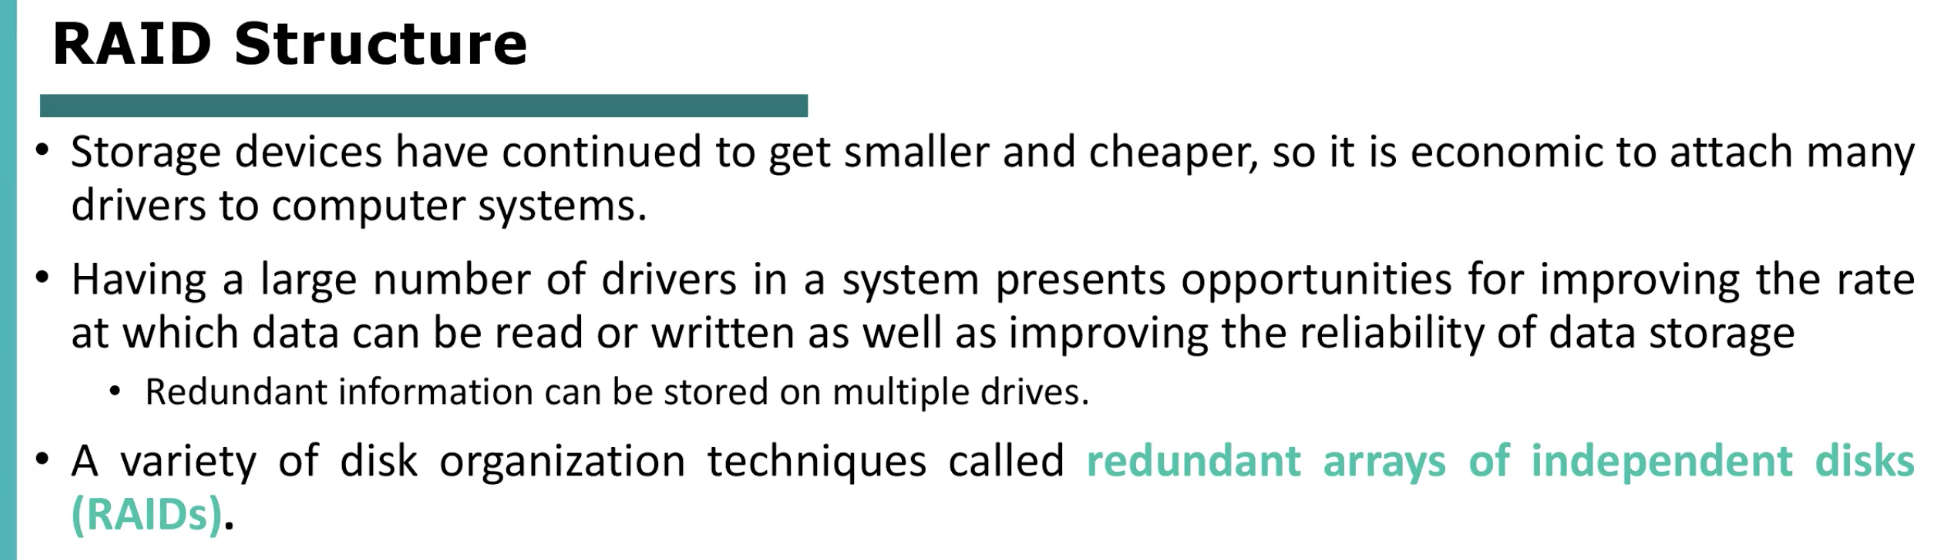 RAID Structure
• Storage devices have continued to get smaller and cheaper, so it is economic to attach many
drivers to computer systems.
• Having a large number of drivers in a system presents opportunities for improving the rate
at which data can be read or written as well as improving the reliability of data storage
• Redundant information can be stored on multiple drives.
• A variety of disk organization techniques called redundant arrays of independent disks
(RAIDs).